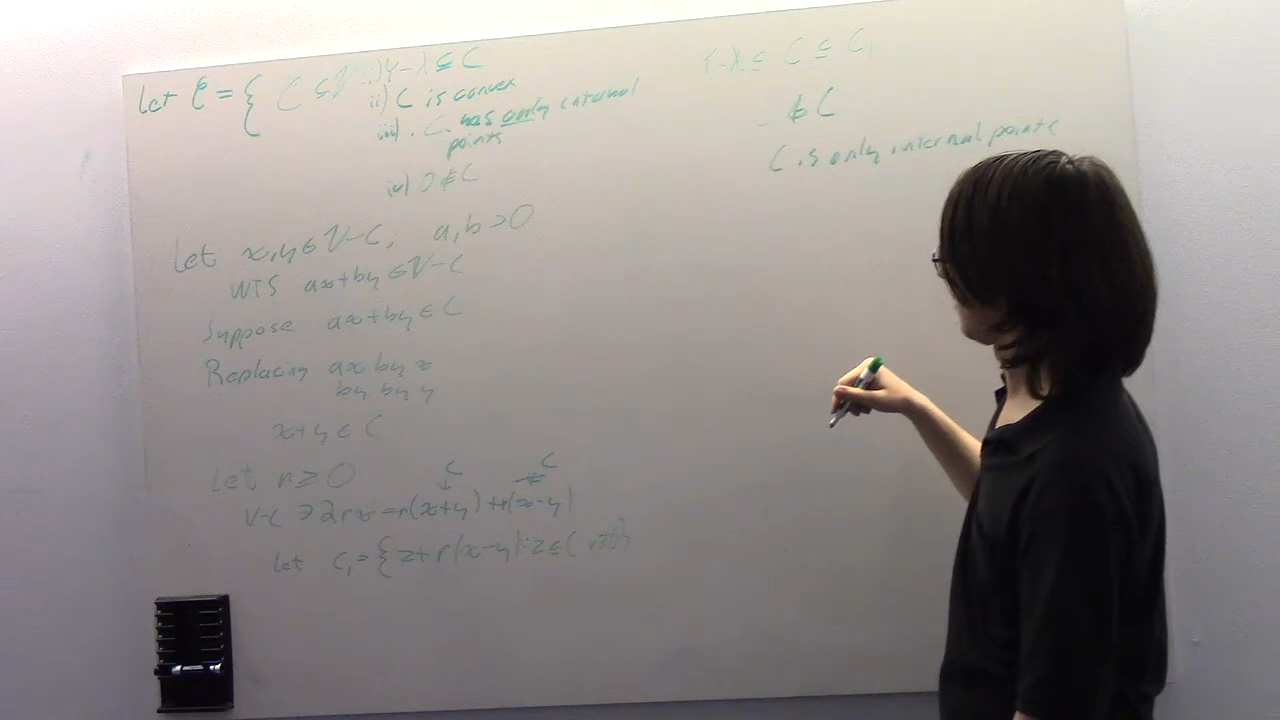 Let C = { C ⊆ V i) Y-X ⊆ C
ii) C is convex
iii) C has only internal
points
iv) 0 ∉ C
Let x, y ∈ V-C; a, b > 0
WTS ax+by ∈ V-C
Suppose ax+by ∈ C
Replacing ax by x
by by y
x+y ∈ C
Let r ≥ 0
C C
V-C ∋ 2rx = r(x+y) + r(x-y)
Let C₁ = { z + r(x-y) : z ∈ C
Y-X ⊆ C ⊆ C₁
∉ C
C is only internal points